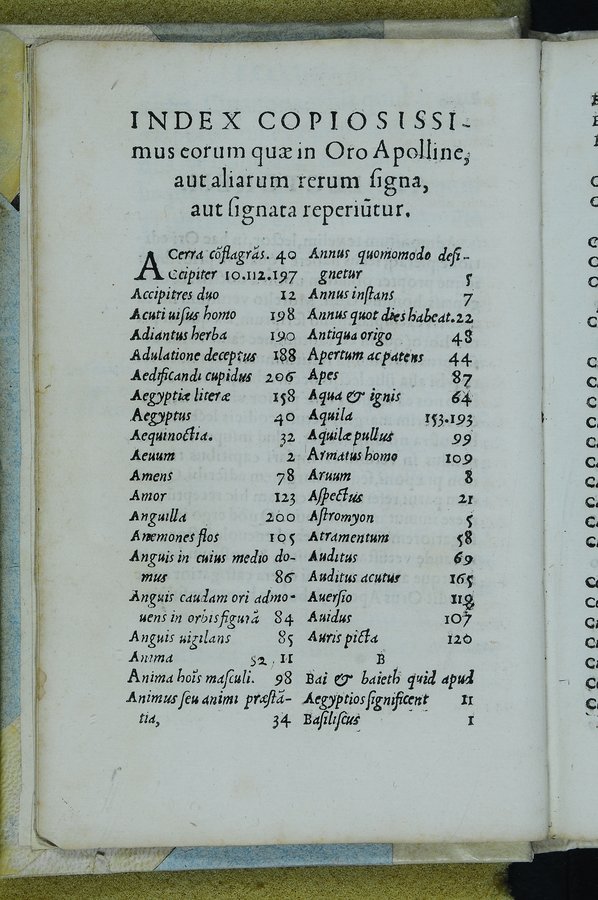 INDEX COPIOSISSI-
mus eorum quæ in Oro Apolline,
aut aliarum rerum ſigna,
aut ſignata reperiũtur.
ACerra cõflagrãs. 40
Ccipiter 10.112.197
Accipitres duo 12
Acuti uiſus homo 198
Adiantus herba 190
Adulatione deceptus 188
Aedificandi cupidus 206
Aegyptiæ literæ 158
Aegyptus 40
Aequinoctia. 32
Aeuum 2
Amens 78
Amor 123
Anguilla 200
Anemones flos 105
Anguis in cuius medio do-
mus 86
Anguis caudam ori admo-
uens in orbis figurã 84
Anguis uigilans 85
Anima 52.11
Anima hoĩs maſculi. 98
Animus ſeu animi præſtã-
tia, 34
Annus quomomodo deſi-
gnetur 5
Annus inſtans 7
Annus quot dies habeat. 22
Antiqua origo 48
Apertum ac patens 44
Apes 87
Aqua & ignis 64
Aquila 153.193
Aquilæ pullus 99
Armatus homo 109
Aruum 8
Aſpectus 21
Aſtromyon 5
Atramentum 58
Auditus 69
Auditus acutus 165
Auerſio 119
Auidus 107
Auris picta 120
B
Bai & baieth quid apud
Aegyptios ſignificent 11
Baſiliſcus 1